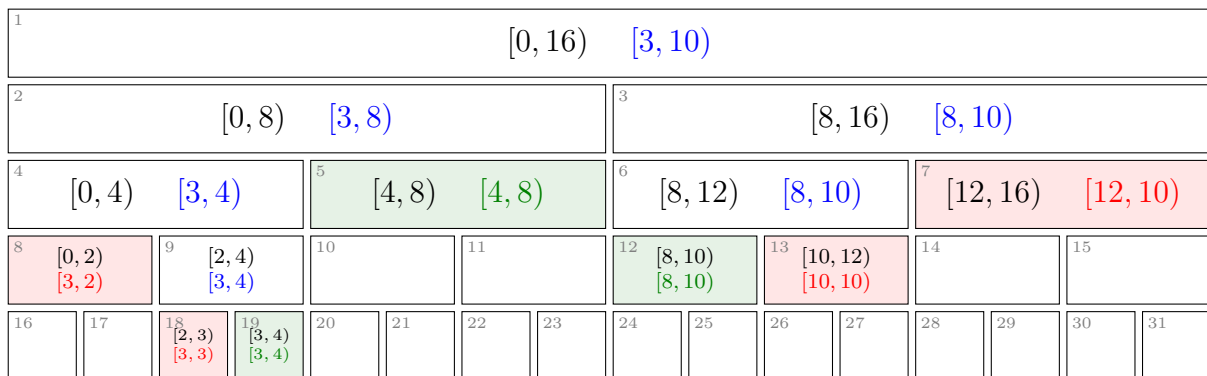 1
[0, 16) [3, 10)
2 3
[0, 8) [3, 8) [8, 16) [8, 10)
4 5 6 7
[0, 4) [3, 4) [4, 8) [4, 8) [8, 12) [8, 10) [12, 16) [12, 10)
8 9 10 11 12 13 14 15
[0, 2) [2, 4) [8, 10) [10, 12)
[3, 2) [3, 4) [8, 10) [10, 10)
16 17 18 19 20 21 22 23 24 25 26 27 28 29 30 31
[2, 3) [3, 4)
[3, 3) [3, 4)